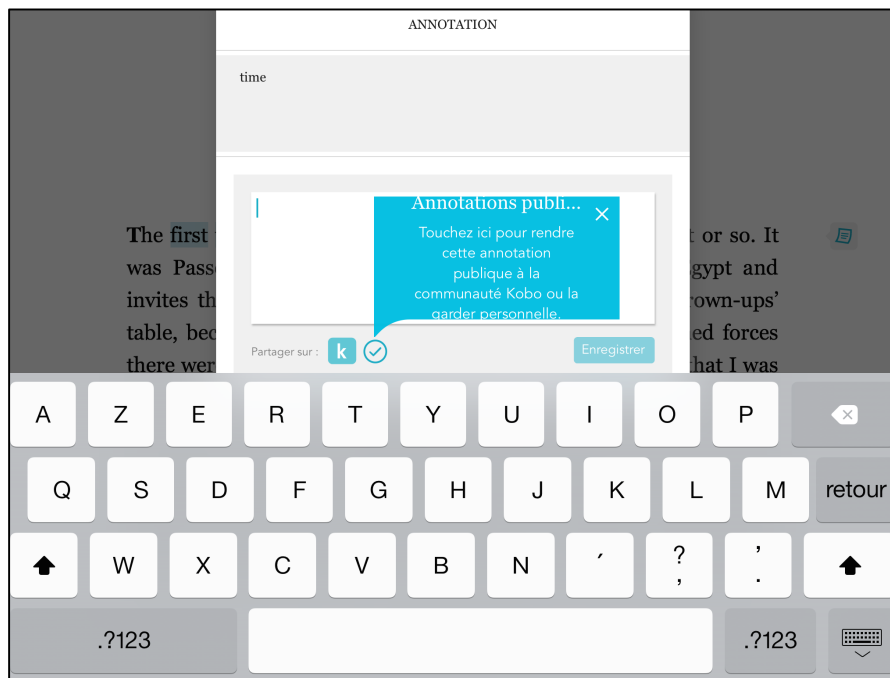 ANNOTATION
time
Annotations publi...
Touchez ici pour rendre
cette annotation
publique à la
communauté Kobo ou la
garder personnelle.
Partager sur :
k
Enregistrer
The first
t or so. It
was Pass
gypt and
invites th
rown-ups’
table, bec
ed forces
there wer
hat I was
A Z E R T Y U I O P
Q S D F G H J K L M retour
W X C V B N ´ ? , ’ .
.?123 .?123